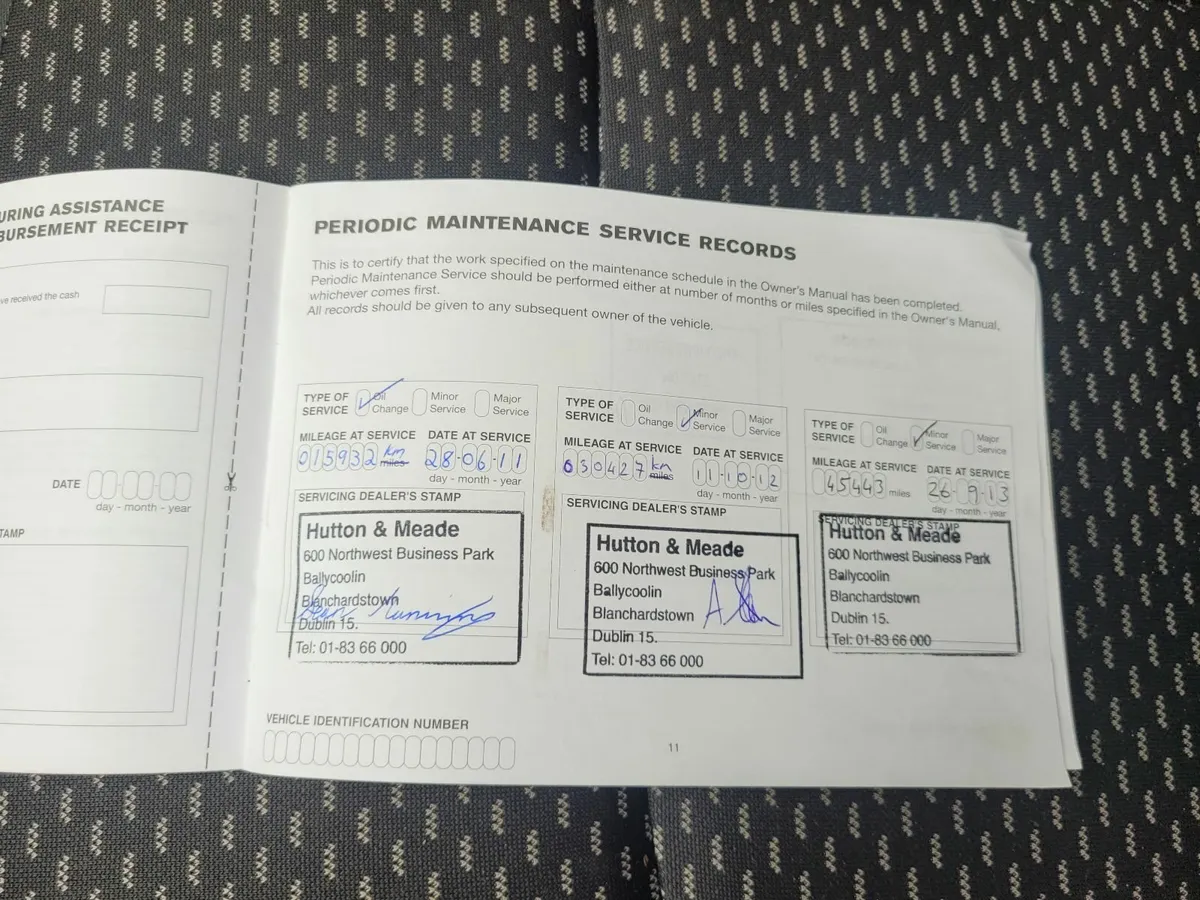 URING ASSISTANCE
BURSEMENT RECEIPT
ve received the cash
DATE
day - month - year
TAMP
PERIODIC MAINTENANCE SERVICE RECORDS
This is to certify that the work specified on the maintenance schedule in the Owner's Manual has been completed.
Periodic Maintenance Service should be performed either at number of months or miles specified in the Owner's Manual,
whichever comes first.
All records should be given to any subsequent owner of the vehicle.
TYPE OF SERVICE Oil Change Minor Service Major Service
MILEAGE AT SERVICE DATE AT SERVICE
015932 km miles 28-06-11
day - month - year
SERVICING DEALER'S STAMP
Hutton & Meade
600 Northwest Business Park
Ballycoolin
Blanchardstown
Dublin 15.
Tel: 01-83 66 000
TYPE OF SERVICE Oil Change Minor Service Major Service
MILEAGE AT SERVICE DATE AT SERVICE
030427 km miles 11-10-12
day - month - year
SERVICING DEALER'S STAMP
Hutton & Meade
600 Northwest Business Park
Ballycoolin
Blanchardstown
Dublin 15.
Tel: 01-83 66 000
TYPE OF SERVICE Oil Change Minor Service Major Service
MILEAGE AT SERVICE DATE AT SERVICE
45443 miles 26-9-13
day - month - year
SERVICING DEALER'S STAMP
Hutton & Meade
600 Northwest Business Park
Ballycoolin
Blanchardstown
Dublin 15.
Tel: 01-83 66 000
VEHICLE IDENTIFICATION NUMBER
11